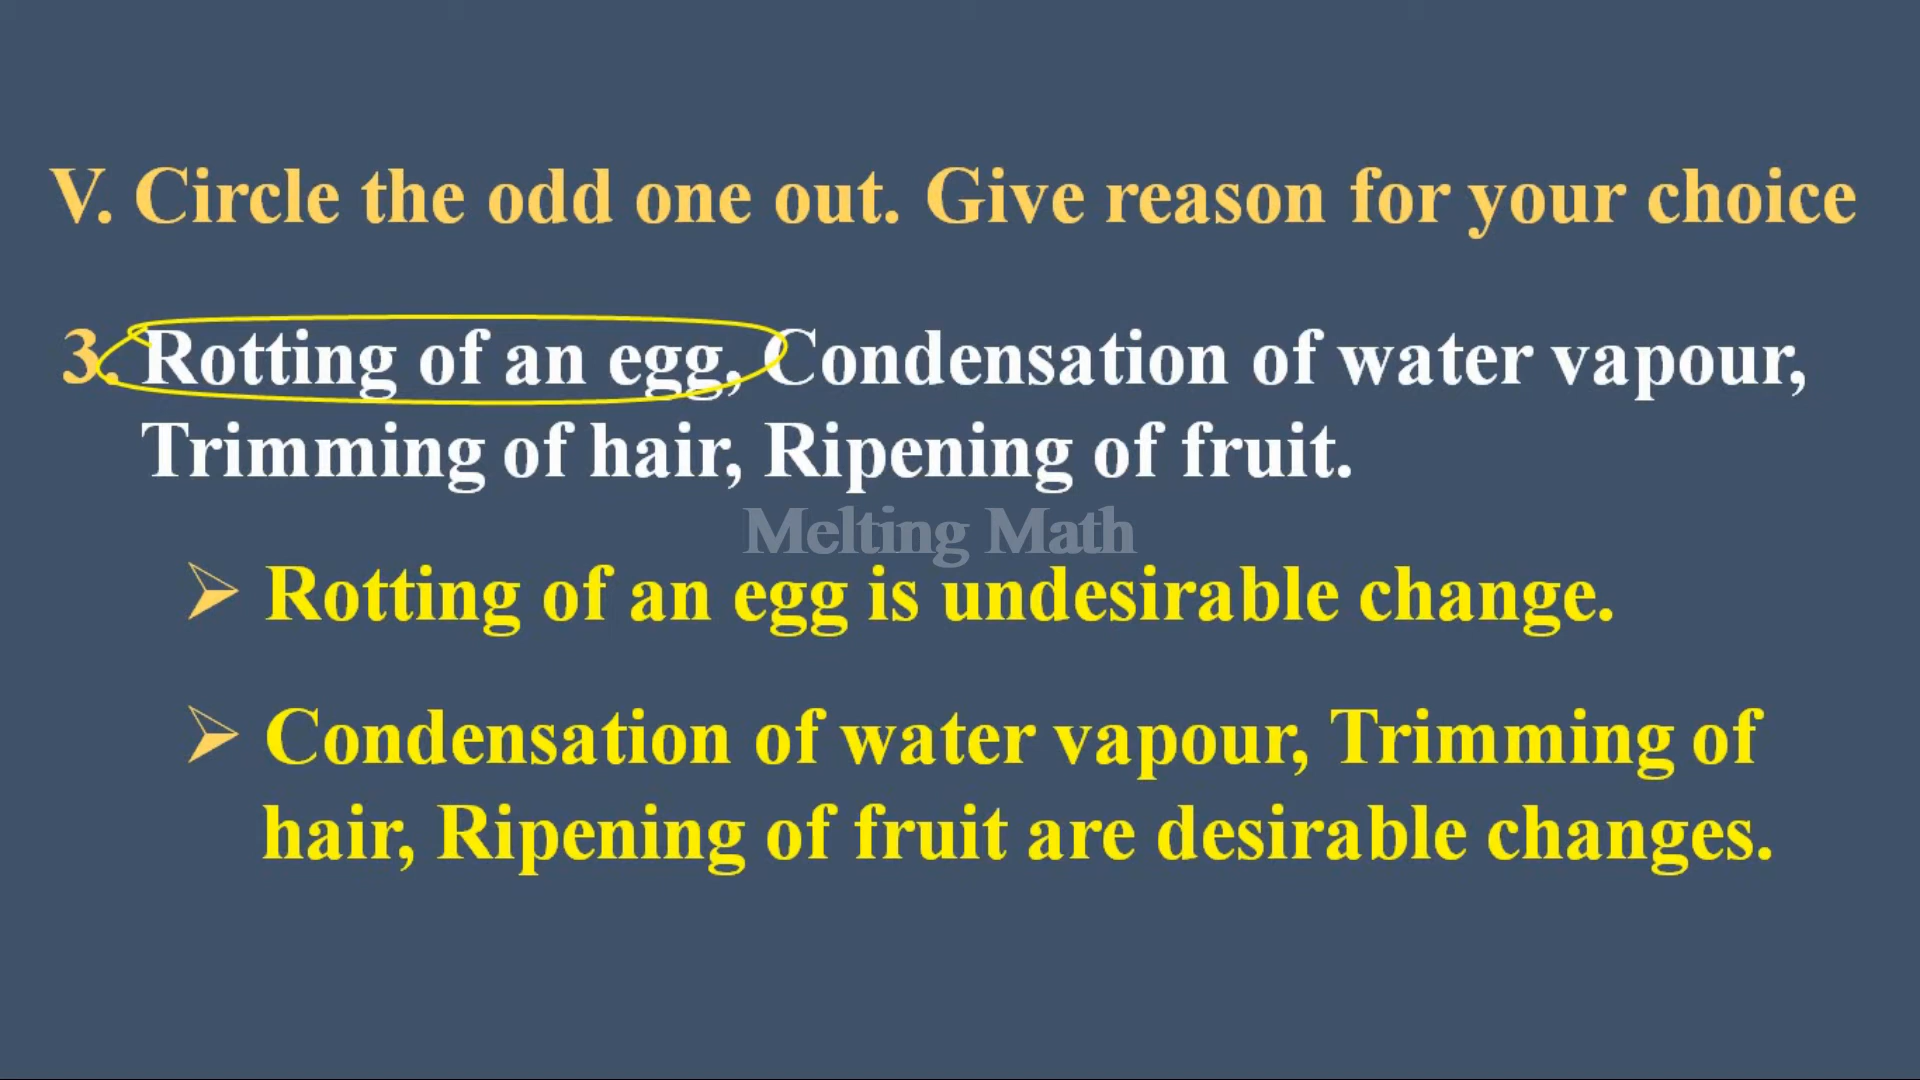 V. Circle the odd one out. Give reason for your choice
3. Rotting of an egg, Condensation of water vapour,
Trimming of hair, Ripening of fruit.
Melting Math
Rotting of an egg is undesirable change.
Condensation of water vapour, Trimming of
hair, Ripening of fruit are desirable changes.